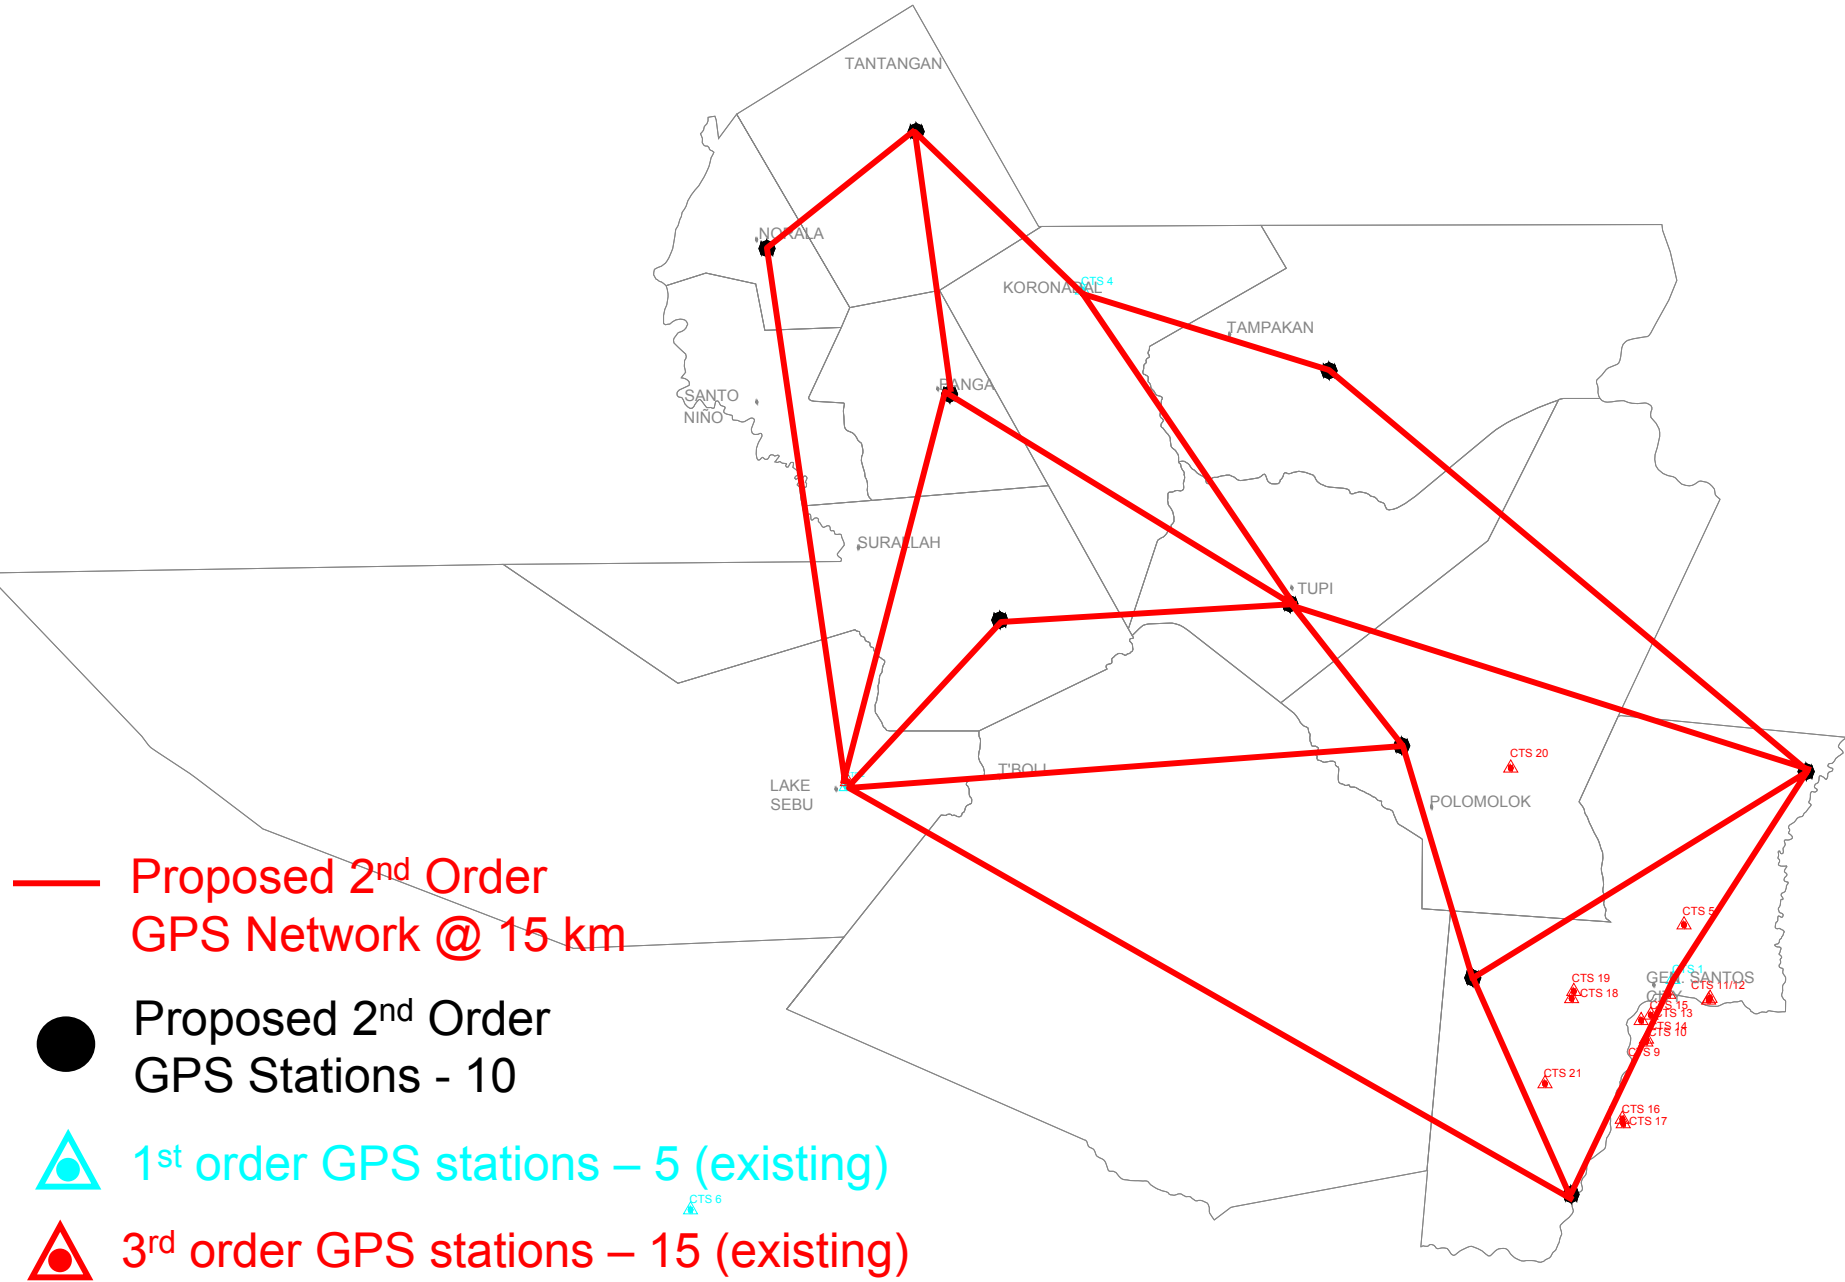 TANTANGAN
NORALA
CTS 4
KORONADAL
TAMPAKAN
BANGA
SANTO
NIÑO
SURALLAH
TUPI
CTS 20
T'BOLI
LAKE
SEBU
POLOMOLOK
Proposed 2nd Order
GPS Network @ 15 km
CTS 5
CTS 1
GEN. SANTOS
CITY
CTS 19
CTS 18
CTS 11/12
CTS 15
CTS 13
CTS 14
CTS 10
CTS 9
Proposed 2nd Order
GPS Stations - 10
CTS 21
CTS 16
CTS 17
1st order GPS stations – 5 (existing)
CTS 6
3rd order GPS stations – 15 (existing)